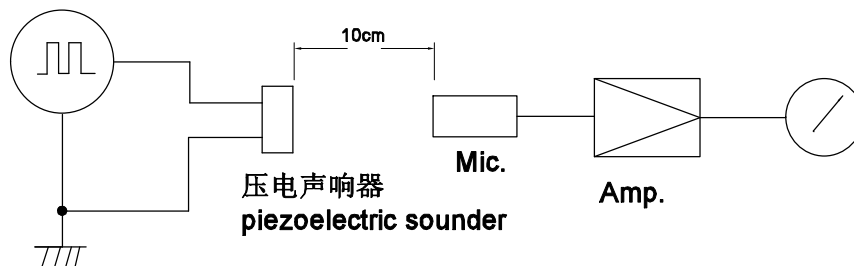 10cm
Mic.
压电声响器
piezoelectric sounder
Amp.